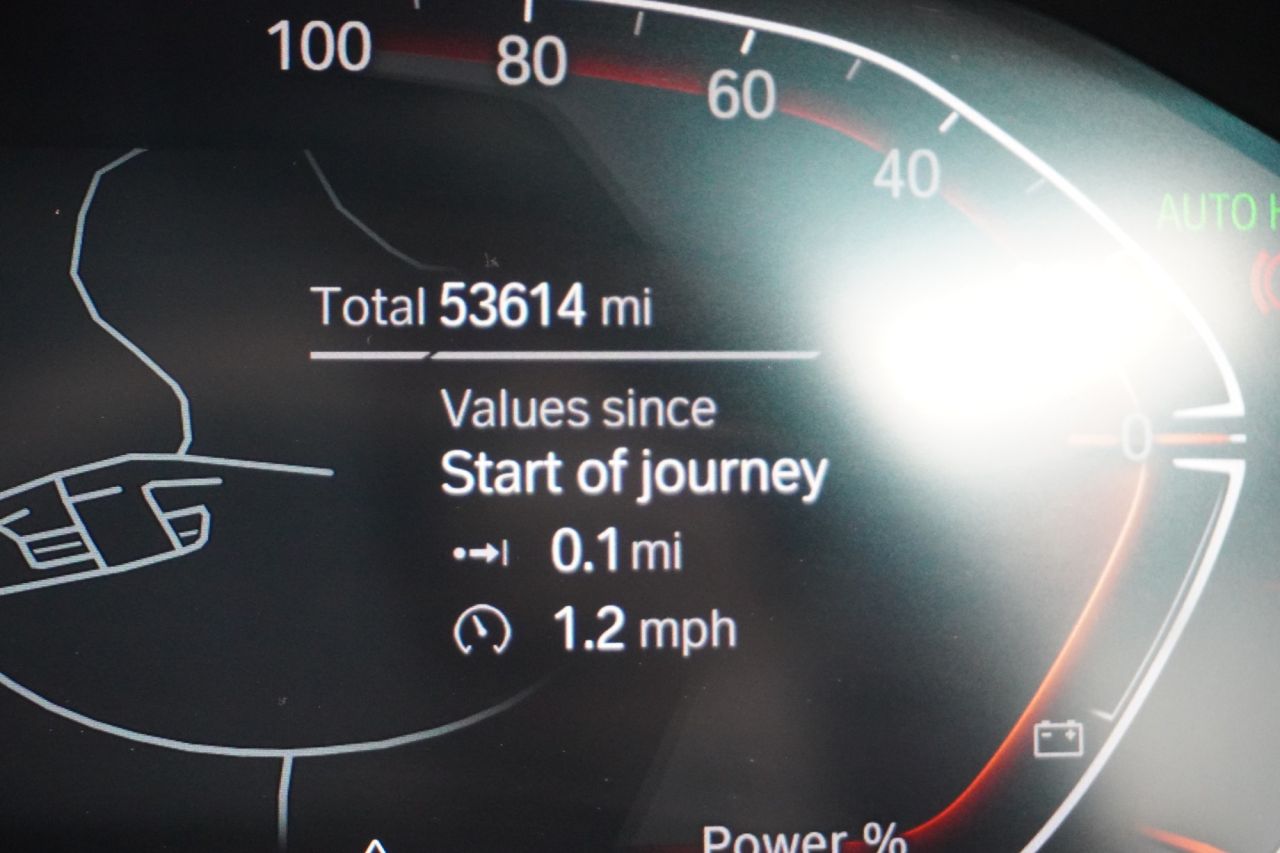 100
80
60
40
AUTO H
Total 53614 mi
Values since
0
Start of journey
0.1 mi
1.2 mph
Power %